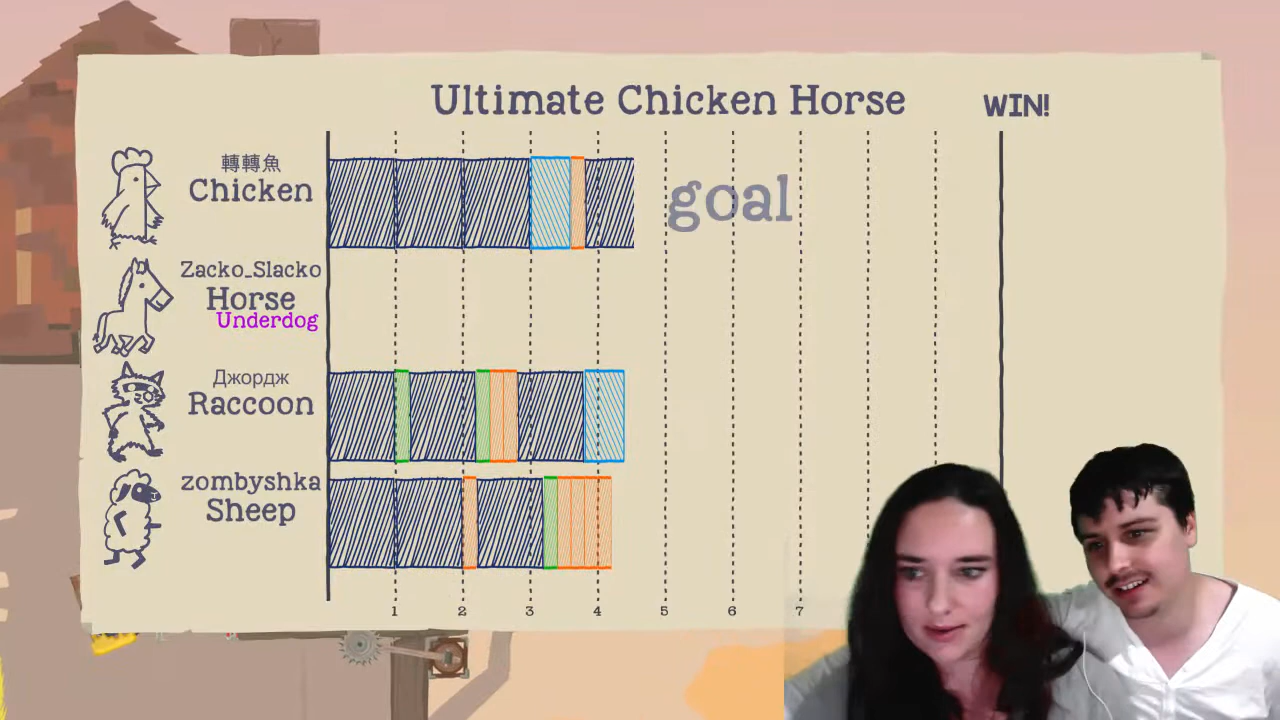 Ultimate Chicken Horse
WIN!
轉轉魚
Chicken
goal
Zacko_Slacko
Horse
Underdog
Джордж
Raccoon
zombyshka
Sheep
1 2 3 4 5 6 7